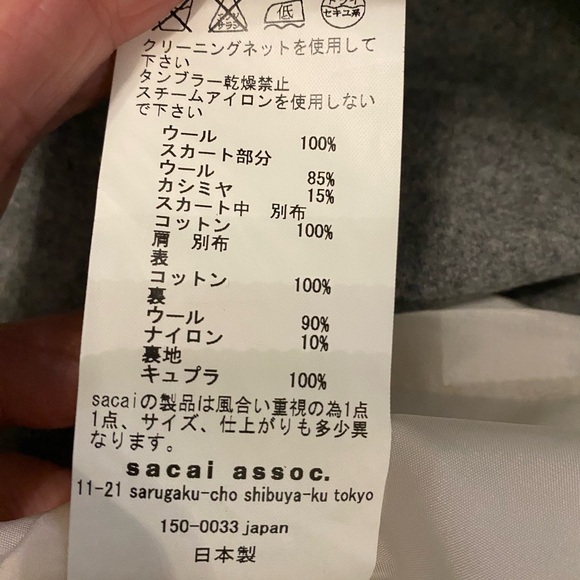 低
ドライ
セキユ系
クリーニングネットを使用して
下さい
タンブラー乾燥禁止
スチームアイロンを使用しない
で下さい
ウール 100%
スカート部分
ウール 85%
カシミヤ 15%
スカート中 別布
コットン 100%
肩 別布
表
コットン 100%
裏
ウール 90%
ナイロン 10%
裏地
キュプラ 100%
sacaiの製品は風合い重視の為1点
1点、サイズ、仕上がりも多少異
なります。
sacai assoc.
11-21 sarugaku-cho shibuya-ku tokyo
150-0033 japan
日本製